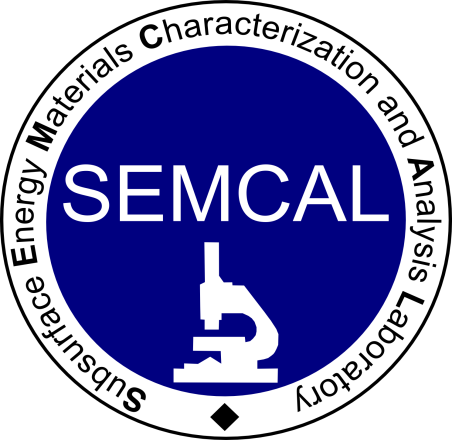 Subsurface Energy Materials Characterization and Analysis Laboratory
SEMCAL